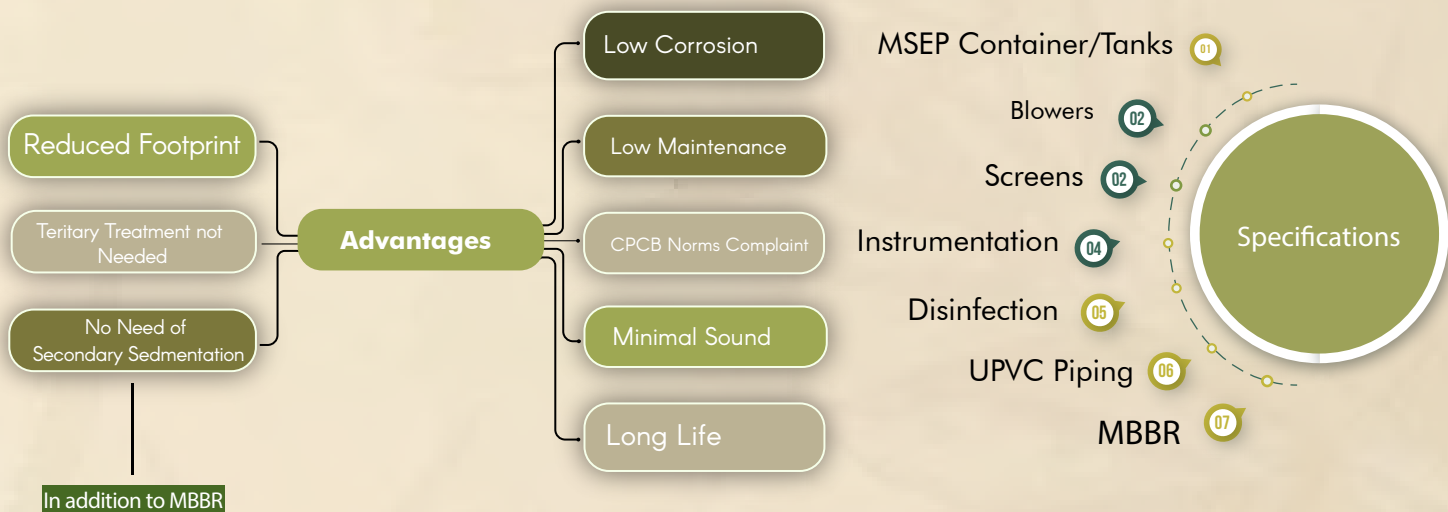 Reduced Footprint
Teritary Treatment not
Needed
No Need of
Secondary Sedimentation
In addition to MBBR
Advantages
Low Corrosion
Low Maintenance
CPCB Norms Complaint
Minimal Sound
Long Life
MSEP Container/Tanks 01
Blowers 02
Screens 02
Instrumentation 04
Disinfection 05
UPVC Piping 06
MBBR 07
Specifications